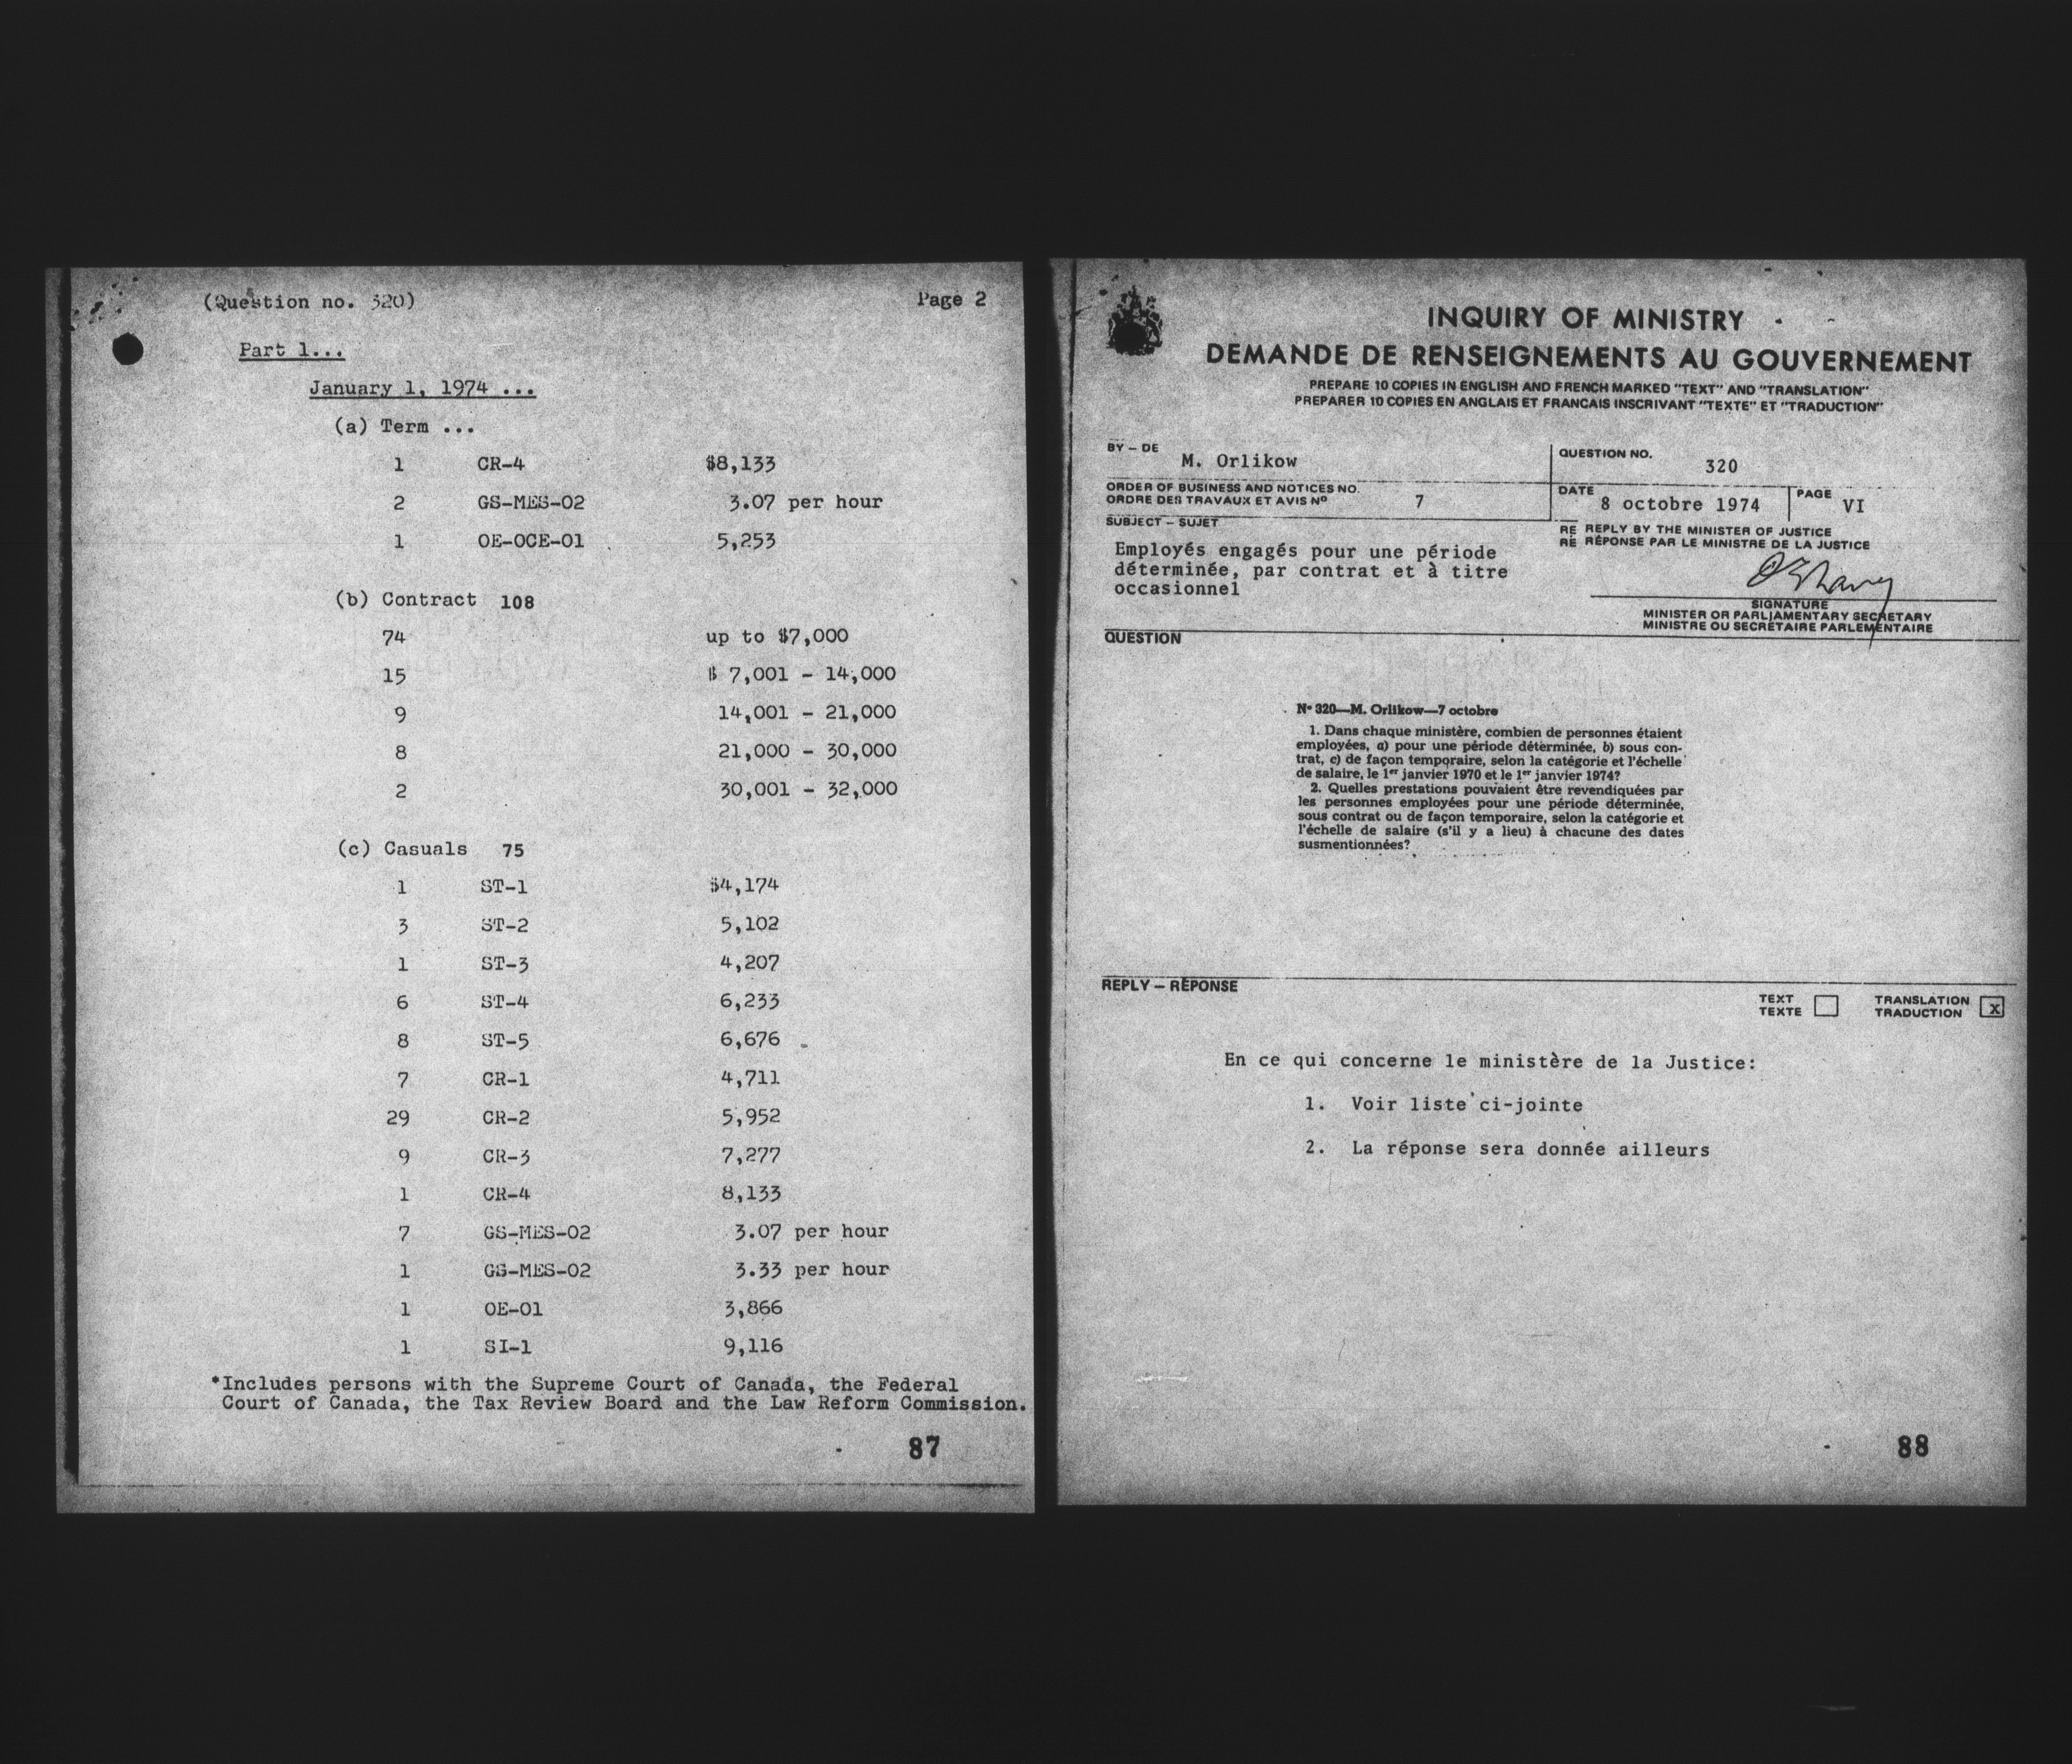 (Question no. 320)
Page 2
Part 1...
January 1, 1974 ...
(a) Term ...
1 CR-4 $8,133
2 GS-MES-02 3.07 per hour
1 OE-OCE-01 5,253
(b) Contract 108
74 up to $7,000
15 $ 7,001 - 14,000
9 14,001 - 21,000
8 21,000 - 30,000
2 30,001 - 32,000
(c) Casuals 75
1 ST-1 $4,174
3 ST-2 5,102
1 ST-3 4,207
6 ST-4 6,233
8 ST-5 6,676
7 CR-1 4,711
29 CR-2 5,952
9 CR-3 7,277
1 CR-4 8,133
7 GS-MES-02 3.07 per hour
1 GS-MES-02 3.33 per hour
1 OE-01 3,866
1 SI-1 9,116
*Includes persons with the Supreme Court of Canada, the Federal
Court of Canada, the Tax Review Board and the Law Reform Commission.
87
INQUIRY OF MINISTRY
DEMANDE DE RENSEIGNEMENTS AU GOUVERNEMENT
PREPARE 10 COPIES IN ENGLISH AND FRENCH MARKED "TEXT" AND "TRANSLATION"
PREPARER 10 COPIES EN ANGLAIS ET FRANCAIS INSCRIVANT "TEXTE" ET "TRADUCTION"
BY – DE
M. Orlikow
QUESTION NO.
320
ORDER OF BUSINESS AND NOTICES NO.
ORDRE DES TRAVAUX ET AVIS Nº
7
DATE
8 octobre 1974
PAGE
VI
SUBJECT – SUJET
Employés engagés pour une période
déterminée, par contrat et à titre
occasionnel
RE REPLY BY THE MINISTER OF JUSTICE
RÉ RÉPONSE PAR LE MINISTRE DE LA JUSTICE
SIGNATURE
MINISTER OR PARLIAMENTARY SECRETARY
MINISTRE OU SECRÉTAIRE PARLEMENTAIRE
QUESTION
Nº 320—M. Orlikow—7 octobre
1. Dans chaque ministère, combien de personnes étaient
employées, a) pour une période déterminée, b) sous con-
trat, c) de façon temporaire, selon la catégorie et l'échelle
de salaire, le 1er janvier 1970 et le 1er janvier 1974?
2. Quelles prestations pouvaient être revendiquées par
les personnes employées pour une période déterminée,
sous contrat ou de façon temporaire, selon la catégorie et
l'échelle de salaire (s'il y a lieu) à chacune des dates
susmentionnées?
REPLY – RÉPONSE
TEXT
TEXTE
TRANSLATION
TRADUCTION
x
En ce qui concerne le ministère de la Justice:
1. Voir liste ci-jointe
2. La réponse sera donnée ailleurs
88